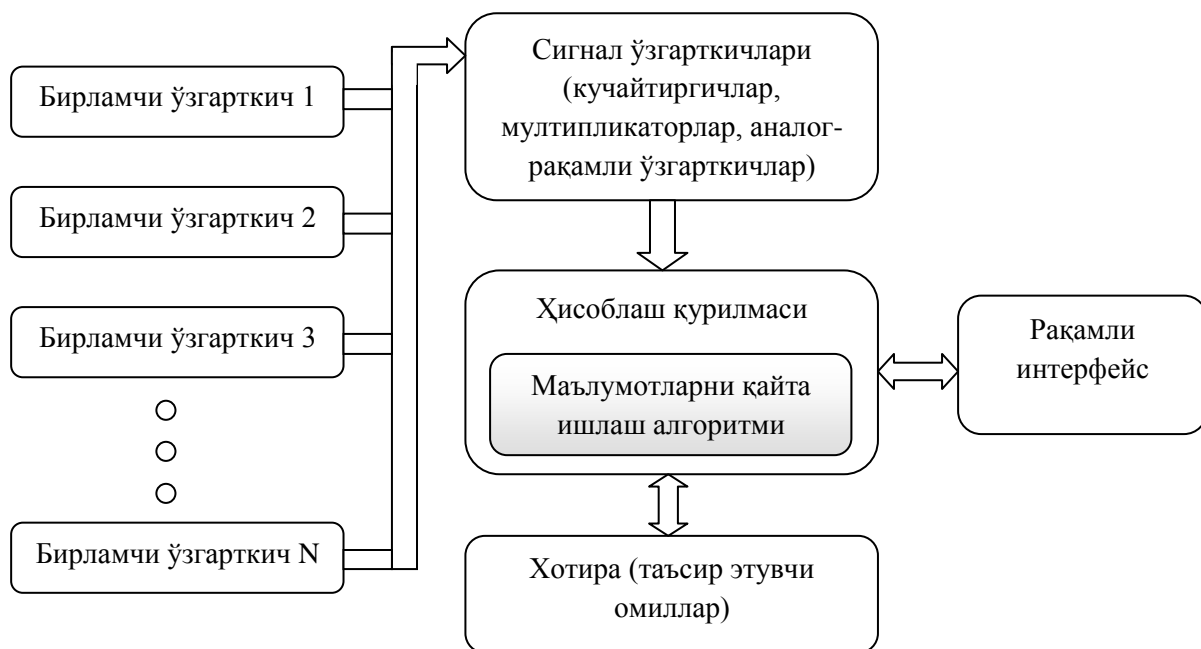 Бирламчи ўзгарткич 1
Бирламчи ўзгарткич 2
Бирламчи ўзгарткич 3
Бирламчи ўзгарткич N
Сигнал ўзгарткичлари
(кучайтиргичлар,
мултипликаторлар, аналог-
рақамли ўзгарткичлар)
Ҳисоблаш қурилмаси
Маълумотларни қайта
ишлаш алгоритми
Хотира (таъсир этувчи
омиллар)
Рақамли
интерфейс